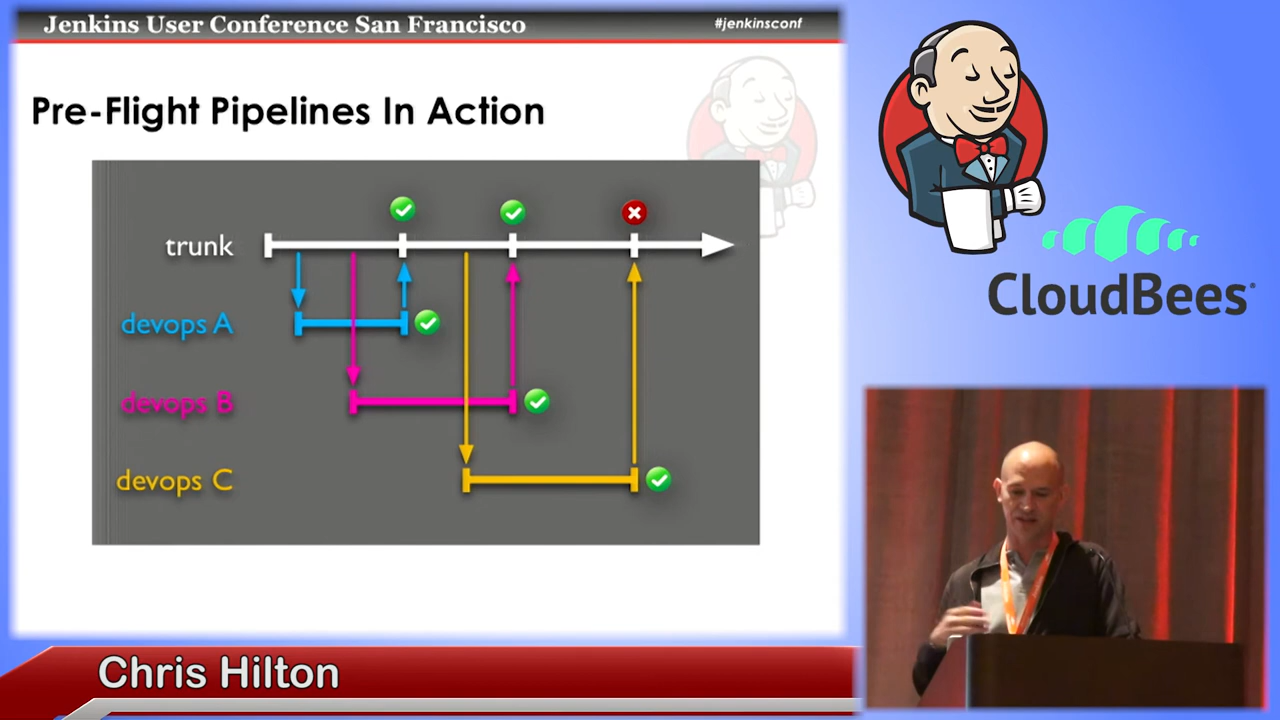 Jenkins User Conference San Francisco
#jenkinsconf
Pre-Flight Pipelines In Action
trunk
devops A
devops B
devops C
CloudBees
Chris Hilton